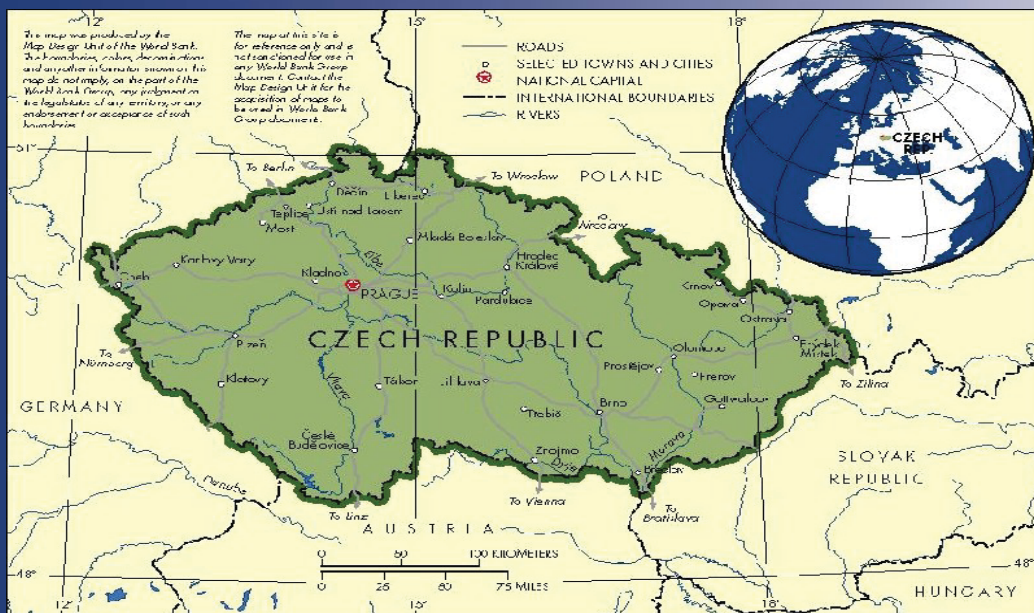 12°
15°
18°
This map was produced by the
Map Design Unit of The World Bank.
The boundaries, colors, denominations
and any other information shown on this
map do not imply, on the part of The
World Bank Group, any judgment on
the legal status of any territory, or any
endorsement or acceptance of such
boundaries.
The map at this site is
for reference only and is
not sanctioned for use in
any World Bank Group
document. Contact the
Map Design Unit for the
acquisition of maps to
be used in World Bank
Group documents.
ROADS
SELECTED TOWNS AND CITIES
NATIONAL CAPITAL
INTERNATIONAL BOUNDARIES
RIVERS
CZECH
REP.
51°
To Berlin
To Wroclaw
POLAND
Děčín
Liberec
Teplice
Ústí nad Labem
Most
To
Wroclaw
Mladá Boleslav
Elbe
Karlovy Vary
Hradec
Králové
Cheb
Kladno
PRAGUE
Kolín
Pardubice
Krnov
Opava
Ostrava
CZECH REPUBLIC
Frýdek
Místek
To
Nürnberg
Plzeň
Olomouc
Prostějov
Přerov
To Zilina
Klatovy
Vltava
Tábor
Jihlava
Gottwaldov
GERMANY
Třebíč
Brno
České
Budějovice
Morava
Znojmo
Dyje
Břeclav
SLOVAK
REPUBLIC
Danube
To Linz
To Vienna
To
Bratislava
AUSTRIA
0
50
100 KILOMETERS
0
25
50
75 MILES
48°
48°
HUNGARY
12°
15°
18°